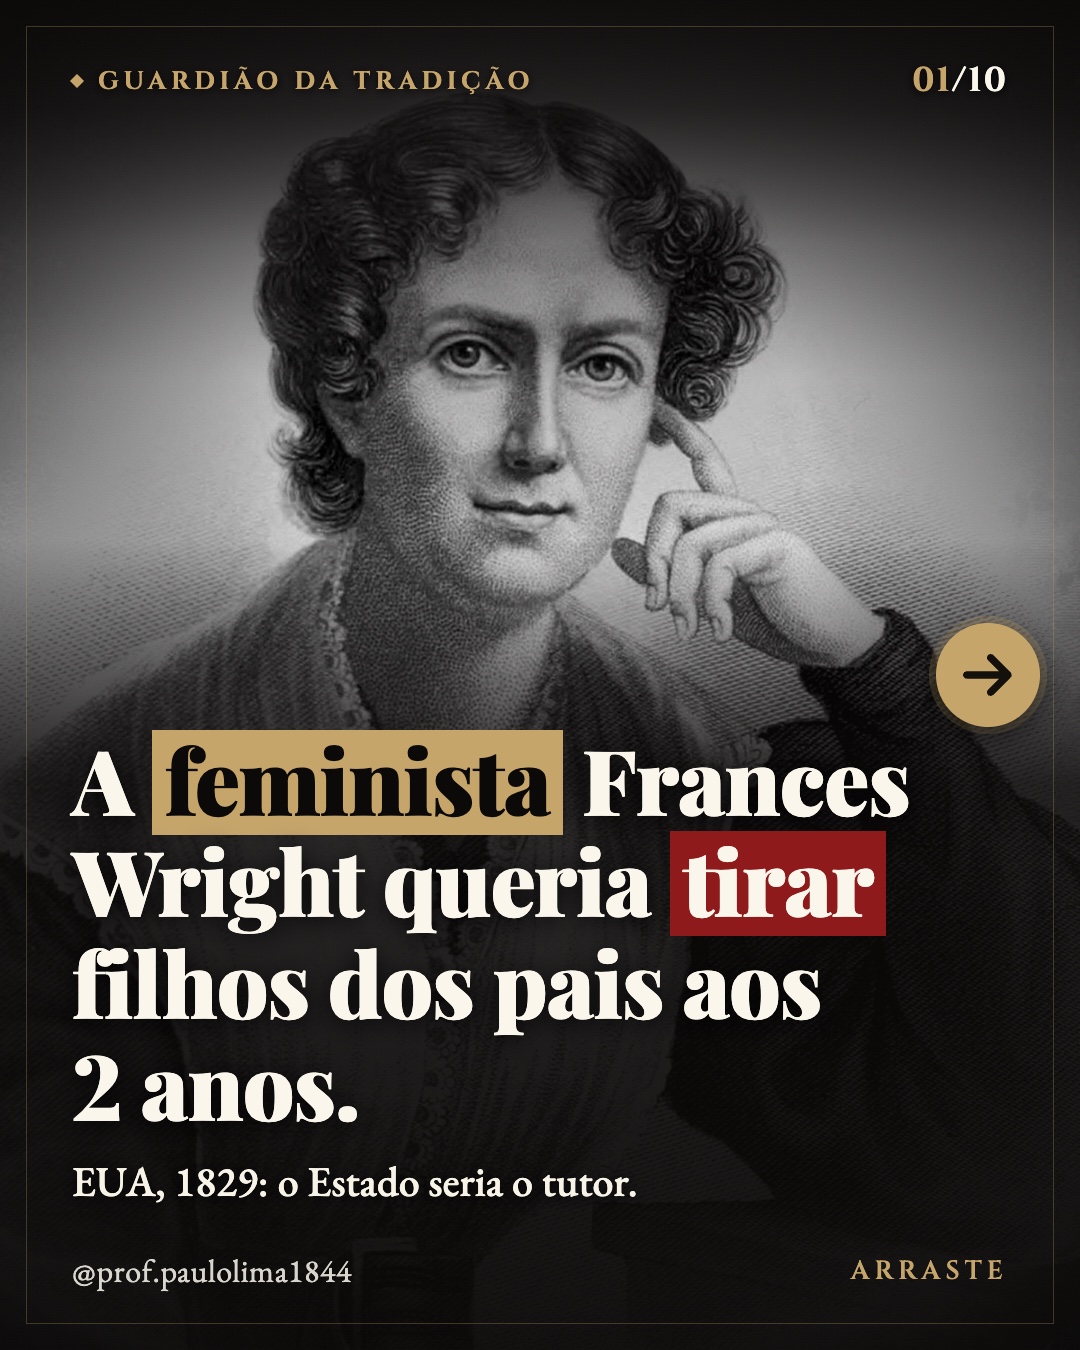 GUARDIÃO DA TRADIÇÃO
01/10
A feminista Frances
Wright queria tirar
filhos dos pais aos
2 anos.
EUA, 1829: o Estado seria o tutor.
@prof.paulolima1844
ARRASTE